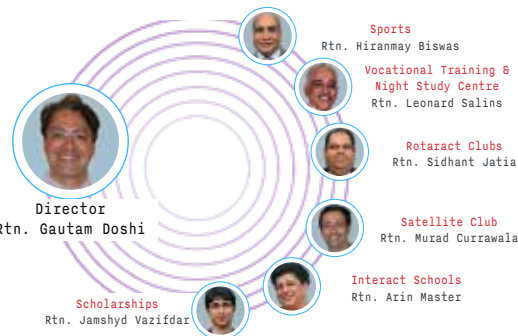 Sports
Rtn. Hiranmay Biswas
Vocational Training &
Night Study Centre
Rtn. Leonard Salins
Rotaract Clubs
Rtn. Sidhant Jatia
Director
Rtn. Gautam Doshi
Satellite Club
Rtn. Murad Currawala
Interact Schools
Rtn. Arin Master
Scholarships
Rtn. Jamshyd Vazifdar